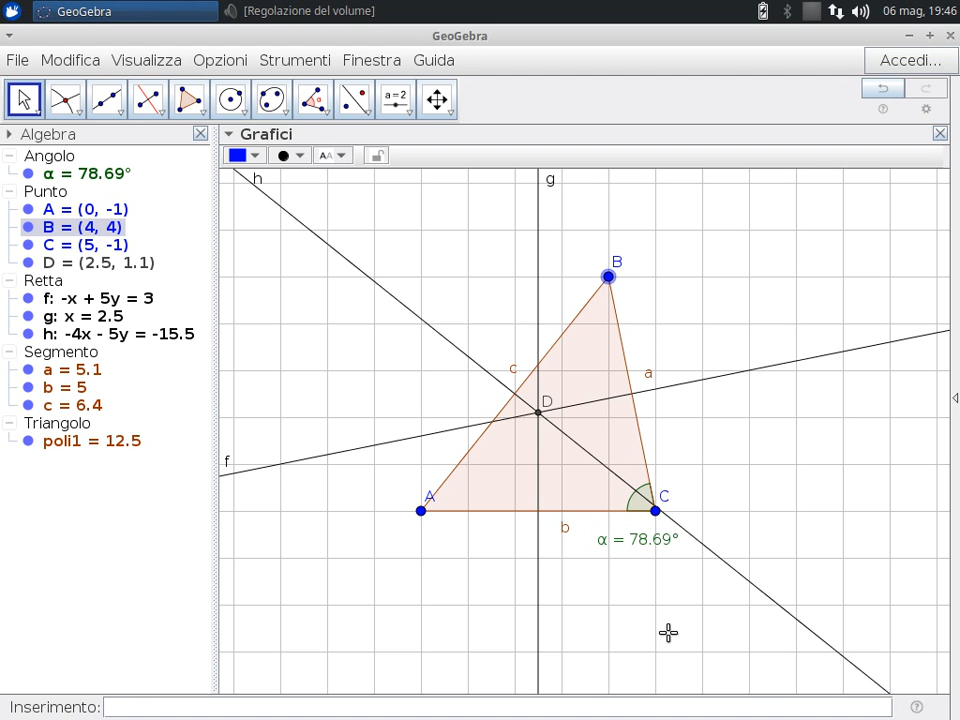 GeoGebra
[Regolazione del volume]
06 mag, 19:46
GeoGebra
File Modifica Visualizza Opzioni Strumenti Finestra Guida
Accedi...
α
a=2
Algebra
Grafici
AA
Angolo
α = 78.69°
Punto
A = (0, -1)
B = (4, 4)
C = (5, -1)
D = (2.5, 1.1)
Retta
f: -x + 5y = 3
g: x = 2.5
h: -4x - 5y = -15.5
Segmento
a = 5.1
b = 5
c = 6.4
Triangolo
poli1 = 12.5
h
g
B
c
a
D
f
A
C
b
α = 78.69°
Inserimento: